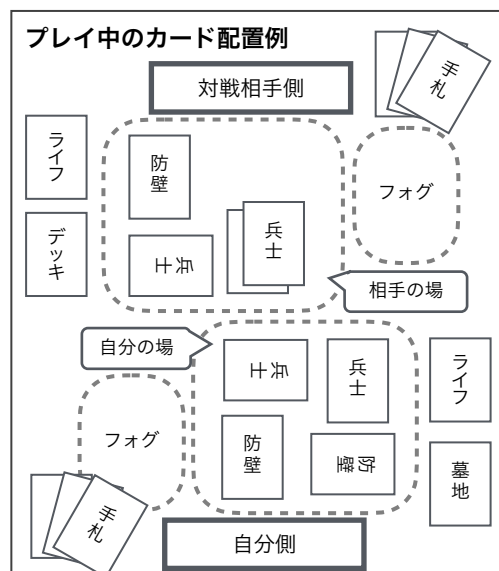 プレイ中のカード配置例
対戦相手側
手札
ライフ
防壁
フォグ
デッキ
兵士
兵士
相手の場
自分の場
兵士
兵士
ライフ
フォグ
防壁
防壁
墓地
手札
自分側